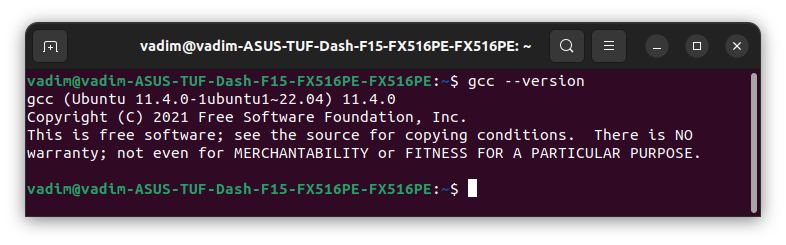 vadim@vadim-ASUS-TUF-Dash-F15-FX516PE-FX516PE: ~
vadim@vadim-ASUS-TUF-Dash-F15-FX516PE-FX516PE:~$ gcc --version
gcc (Ubuntu 11.4.0-1ubuntu1~22.04) 11.4.0
Copyright (C) 2021 Free Software Foundation, Inc.
This is free software; see the source for copying conditions.  There is NO
warranty; not even for MERCHANTABILITY or FITNESS FOR A PARTICULAR PURPOSE.
vadim@vadim-ASUS-TUF-Dash-F15-FX516PE-FX516PE:~$